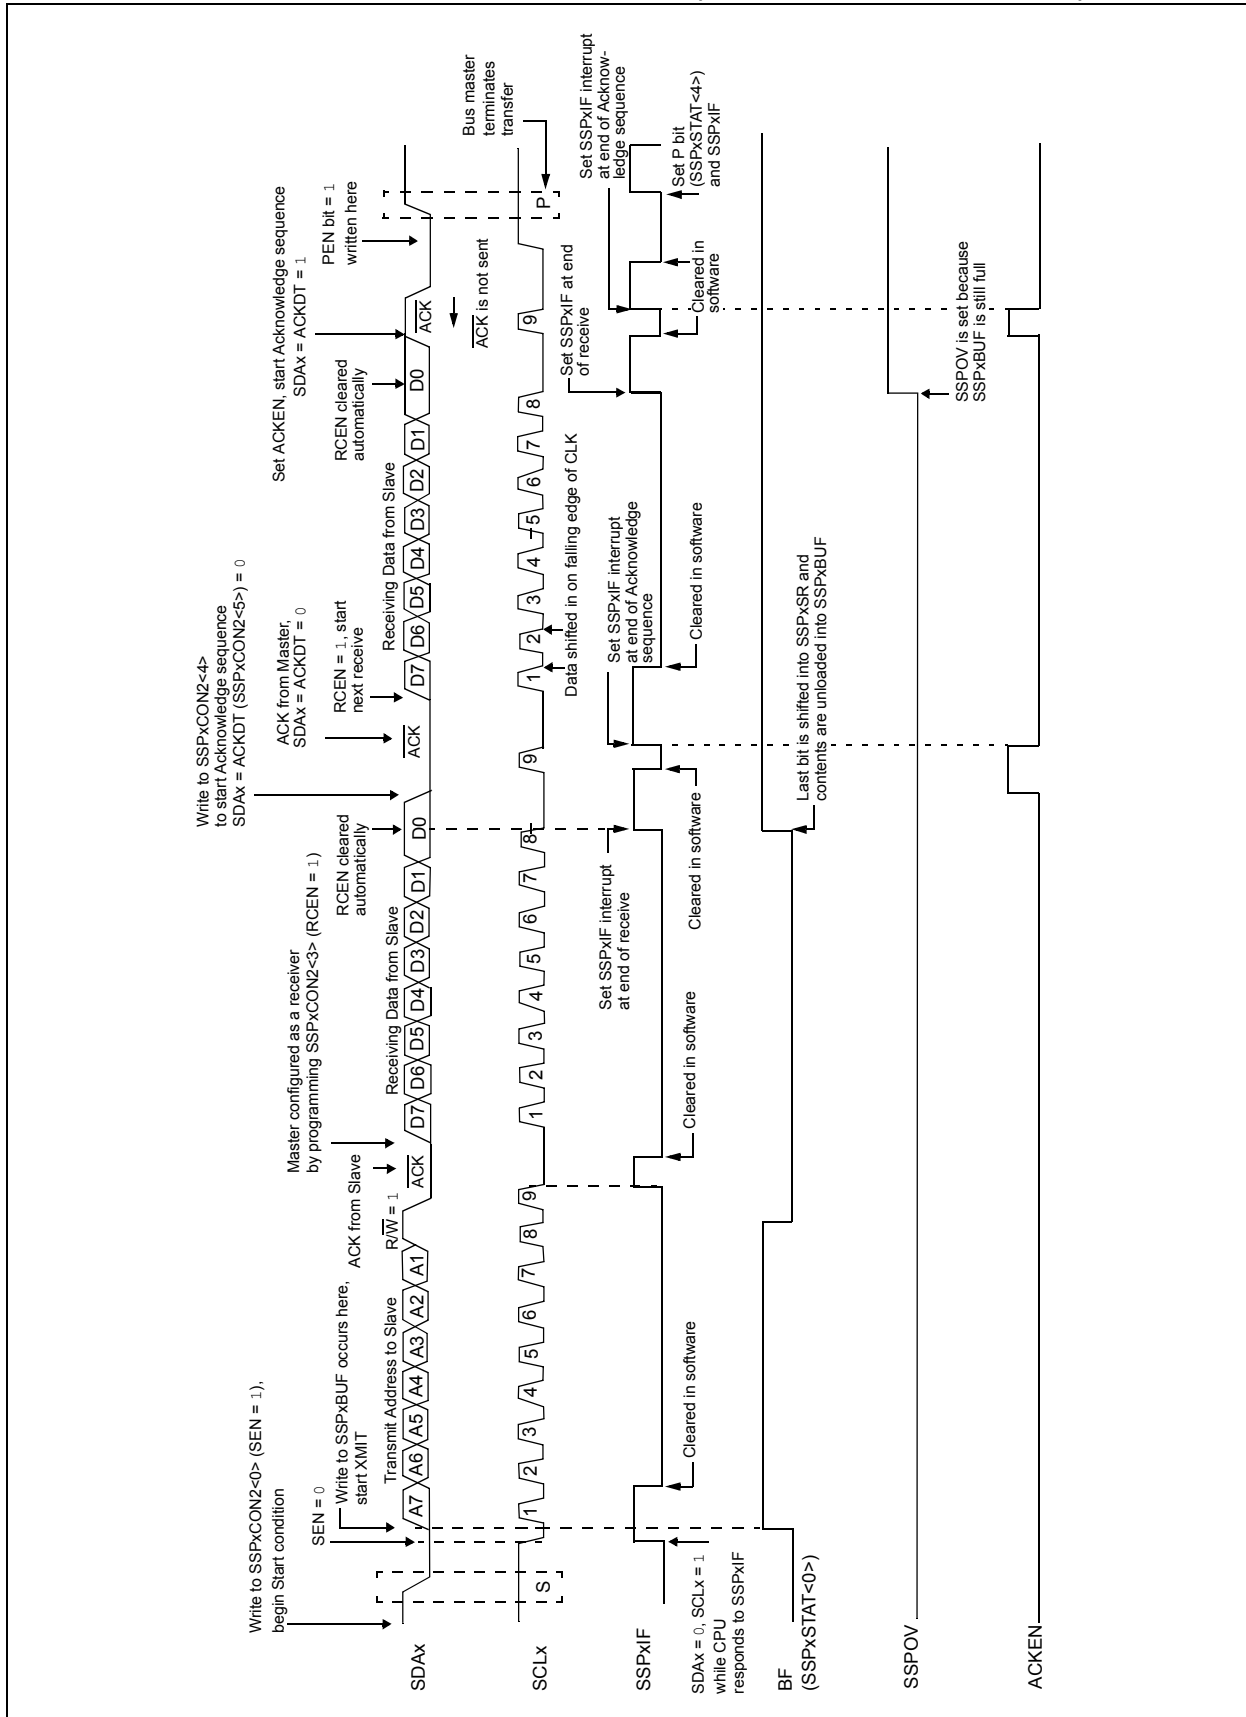 Write to SSPxCON2<0> (SEN = 1),
begin Start condition
SEN = 0
Write to SSPxBUF occurs here,
start XMIT
ACK from Slave
Master configured as a receiver
by programming SSPxCON2<3> (RCEN = 1)
RCEN cleared
automatically
Write to SSPxCON2<4>
to start Acknowledge sequence
SDAx = ACKDT (SSPxCON2<5>) = 0
ACK from Master,
SDAx = ACKDT = 0
RCEN = 1, start
next receive
RCEN cleared
automatically
Set ACKEN, start Acknowledge sequence
SDAx = ACKDT = 1
PEN bit = 1
written here
Transmit Address to Slave
R/W = 1
Receiving Data from Slave
Receiving Data from Slave
SDAx
A7 A6 A5 A4 A3 A2 A1
ACK
D7 D6 D5 D4 D3 D2 D1 D0
ACK
D7 D6 D5 D4 D3 D2 D1 D0
ACK
ACK is not sent
Bus master
terminates
transfer
SCLx
S
1 2 3 4 5 6 7 8 9
1 2 3 4 5 6 7 8 9
1 2 3 4 5 6 7 8 9
P
Data shifted in on falling edge of CLK
Set SSPxIF interrupt
at end of receive
Set SSPxIF interrupt
at end of Acknowledge
sequence
Set SSPxIF at end
of receive
Set SSPxIF interrupt
at end of Acknow-
ledge sequence
SSPxIF
SDAx = 0, SCLx = 1
while CPU
responds to SSPxIF
Cleared in software
Cleared in software
Cleared in software
Cleared in software
Cleared in
software
Set P bit
(SSPxSTAT<4>)
and SSPxIF
BF
(SSPxSTAT<0>)
Last bit is shifted into SSPxSR and
contents are unloaded into SSPxBUF
SSPOV
SSPOV is set because
SSPxBUF is still full
ACKEN